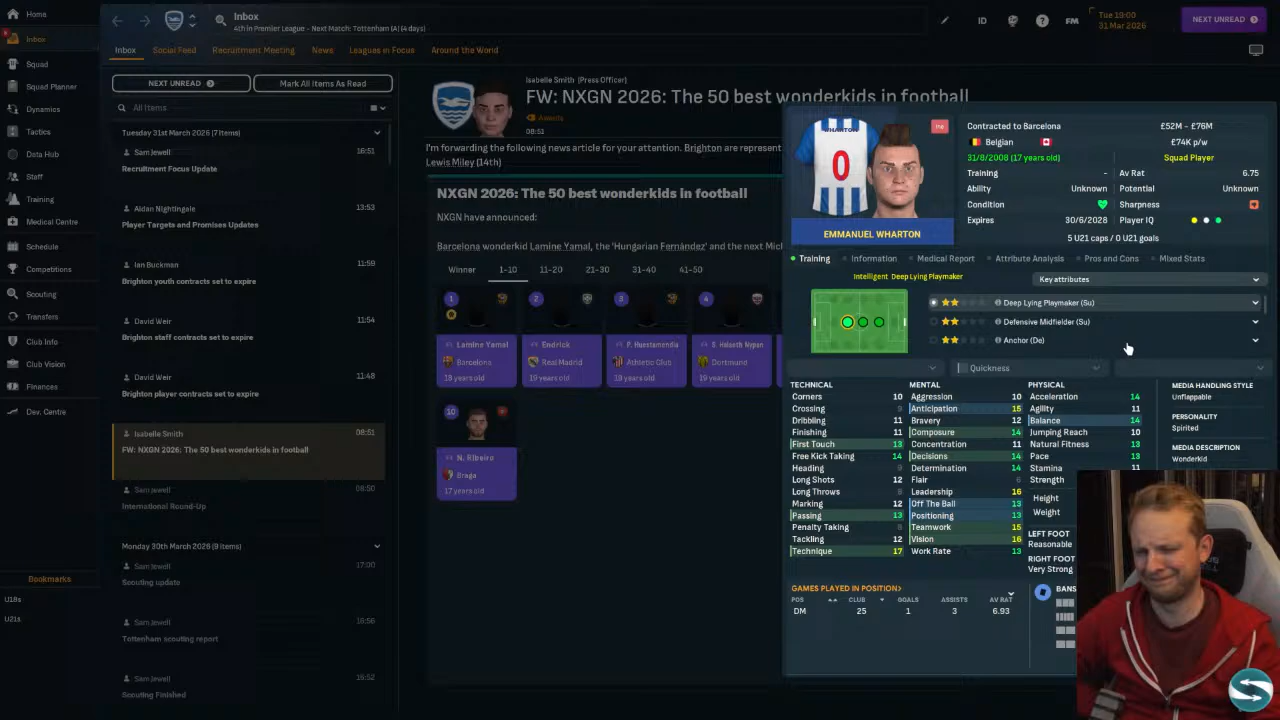 Home
Inbox
Squad
Squad Planner
Dynamics
Tactics
Data Hub
Staff
Training
Medical Centre
Schedule
Competitions
Scouting
Transfers
Club Info
Club Vision
Finances
Dev. Centre
Bookmarks
U18s
U21s
Inbox
4th in Premier League - Next Match: Tottenham (A) (4 days)
ID
FM
Tue 19:00
31 Mar 2026
NEXT UNREAD
Inbox Social Feed Recruitment Meeting News Leagues in Focus Around the World
NEXT UNREAD Mark All Items As Read
All Items
Tuesday 31st March 2026 (7 Items)
Sam Jewell 16:51
Recruitment Focus Update
Aidan Nightingale 13:53
Player Targets and Promises Updates
Ian Buckman 11:59
Brighton youth contracts set to expire
David Weir 11:54
Brighton staff contracts set to expire
David Weir 11:48
Brighton player contracts set to expire
Isabelle Smith 08:51
FW: NXGN 2026: The 50 best wonderkids in football
Sam Jewell 08:50
International Round-Up
Monday 30th March 2026 (9 Items)
Sam Jewell 17:00
Scouting update
Sam Jewell 16:56
Tottenham scouting report
Sam Jewell 16:52
Scouting Finished
Isabelle Smith (Press Officer)
FW: NXGN 2026: The 50 best wonderkids in football
Awards
08:51
I'm forwarding the following news article for your attention. Brighton are represent
Lewis Miley (14th)
NXGN 2026: The 50 best wonderkids in football
NXGN have announced:
Barcelona wonderkid Lamine Yamal, the 'Hungarian Fernández' and the next Mic
Winner 1-10 11-20 21-30 31-40 41-50
1 2 3 4
Lamine Yamal Endrick
Barcelona Real Madrid Athletic Club Dortmund
18 years old 19 years old 19 years old 19 years old
10
N. Ribeiro
Braga
17 years old
WHARTON
0
EMMANUEL WHARTON
Contracted to Barcelona £52M - £76M
Belgian £74K p/w
31/8/2008 (17 years old) Squad Player
Training - Av Rat 6.75
Ability Unknown Potential Unknown
Condition Sharpness
Expires 30/6/2028 Player IQ
5 U21 caps / 0 U21 goals
Training Information Medical Report Attribute Analysis Pros and Cons Mixed Stats
Intelligent Deep Lying Playmaker
Key attributes
Deep Lying Playmaker (Su)
Defensive Midfielder (Su)
Anchor (De)
Quickness
TECHNICAL MENTAL PHYSICAL
Corners 10 Aggression 10 Acceleration 14
Crossing Anticipation 15 Agility 11
Dribbling 11 Bravery 12 Balance 14
Finishing 11 Composure 14 Jumping Reach 10
First Touch 13 Concentration 11 Natural Fitness 13
Free Kick Taking 14 Decisions 14 Pace 13
Heading Determination 14 Stamina 11
Long Shots 12 Flair Strength
Long Throws Leadership 16
Marking 12 Off The Ball 13
Passing 13 Positioning 13
Penalty Taking Teamwork 15
Tackling 12 Vision 16
Technique 17 Work Rate 13
Height
Weight
LEFT FOOT
Reasonable
RIGHT FOOT
Very Strong
MEDIA HANDLING STYLE
Unflappable
PERSONALITY
Spirited
MEDIA DESCRIPTION
Wonderkid
GAMES PLAYED IN POSITION
POS CLUB GOALS ASSISTS AV RAT
DM 25 1 3 6.93
BANS